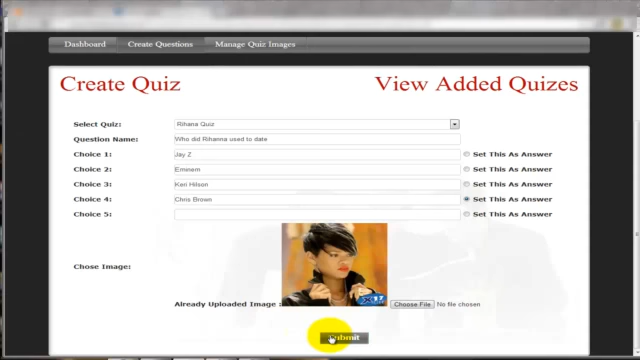 Dashboard Create Questions Manage Quiz Images
Create Quiz View Added Quizes
Select Quiz: Rihana Quiz
Question Name: Who did Rihanna used to date
Choice 1: Jay Z Set This As Answer
Choice 2: Eminem Set This As Answer
Choice 3: Keri Hilson Set This As Answer
Choice 4: Chris Brown Set This As Answer
Choice 5: Set This As Answer
Chose Image:
Already Uploaded Image : Choose File No file chosen
Submit